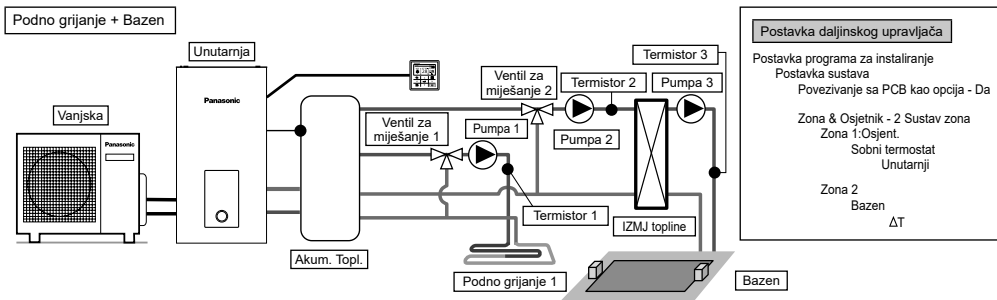 Podno grijanje + Bazen
Unutarnja
Panasonic
Vanjska
Panasonic
Akum. Topl.
Ventil za
miješanje 1
Pumpa 1
Ventil za
miješanje 2
Termistor 2
Pumpa 2
Termistor 3
Pumpa 3
Termistor 1
IZMJ topline
Podno grijanje 1
Bazen
Postavka daljinskog upravljača
Postavka programa za instaliranje
Postavka sustava
Povezivanje sa PCB kao opcija - Da
Zona & Osjetnik - 2 Sustav zona
Zona 1:Osjent.
Sobni termostat
Unutarnji
Zona 2
Bazen
ΔT